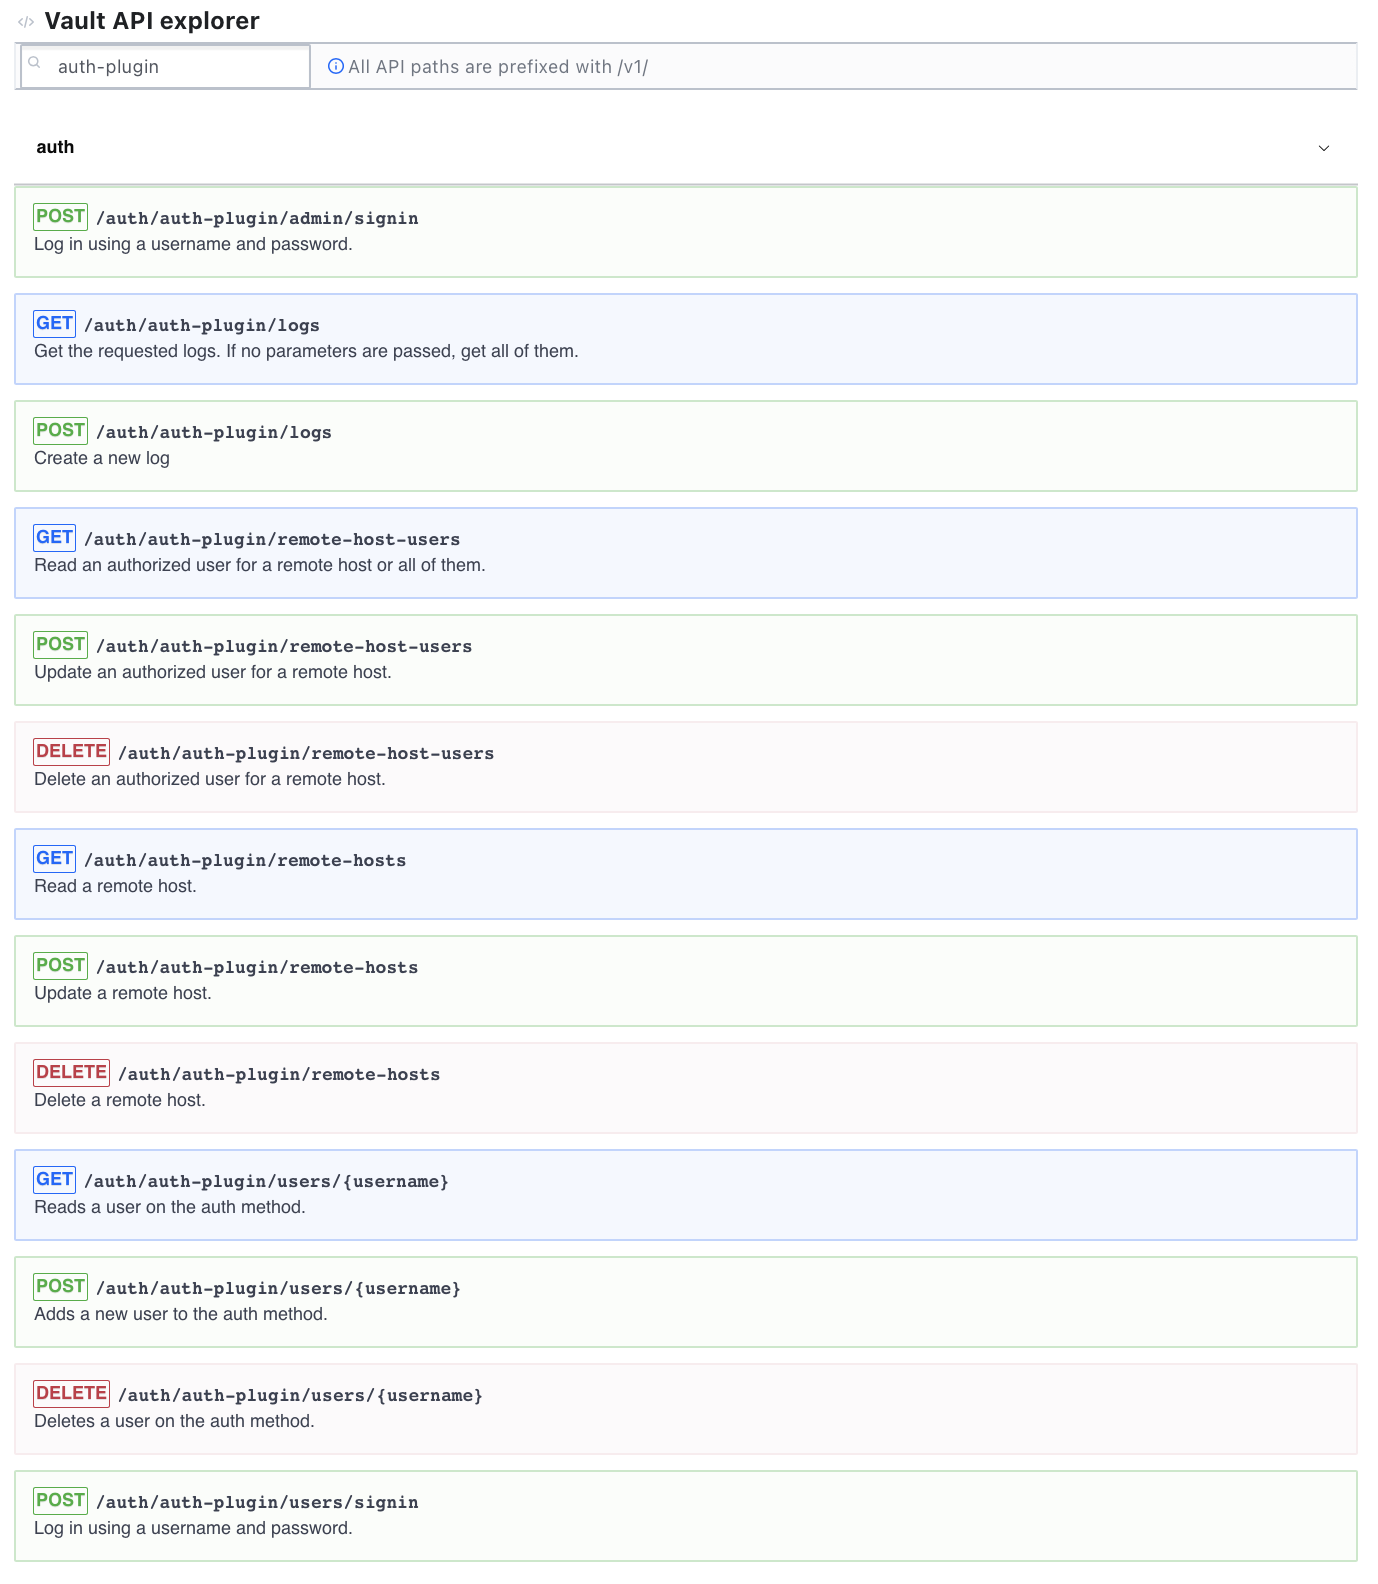 </> Vault API explorer
auth-plugin
All API paths are prefixed with /v1/
auth
POST /auth/auth-plugin/admin/signin
Log in using a username and password.
GET /auth/auth-plugin/logs
Get the requested logs. If no parameters are passed, get all of them.
POST /auth/auth-plugin/logs
Create a new log
GET /auth/auth-plugin/remote-host-users
Read an authorized user for a remote host or all of them.
POST /auth/auth-plugin/remote-host-users
Update an authorized user for a remote host.
DELETE /auth/auth-plugin/remote-host-users
Delete an authorized user for a remote host.
GET /auth/auth-plugin/remote-hosts
Read a remote host.
POST /auth/auth-plugin/remote-hosts
Update a remote host.
DELETE /auth/auth-plugin/remote-hosts
Delete a remote host.
GET /auth/auth-plugin/users/{username}
Reads a user on the auth method.
POST /auth/auth-plugin/users/{username}
Adds a new user to the auth method.
DELETE /auth/auth-plugin/users/{username}
Deletes a user on the auth method.
POST /auth/auth-plugin/users/signin
Log in using a username and password.